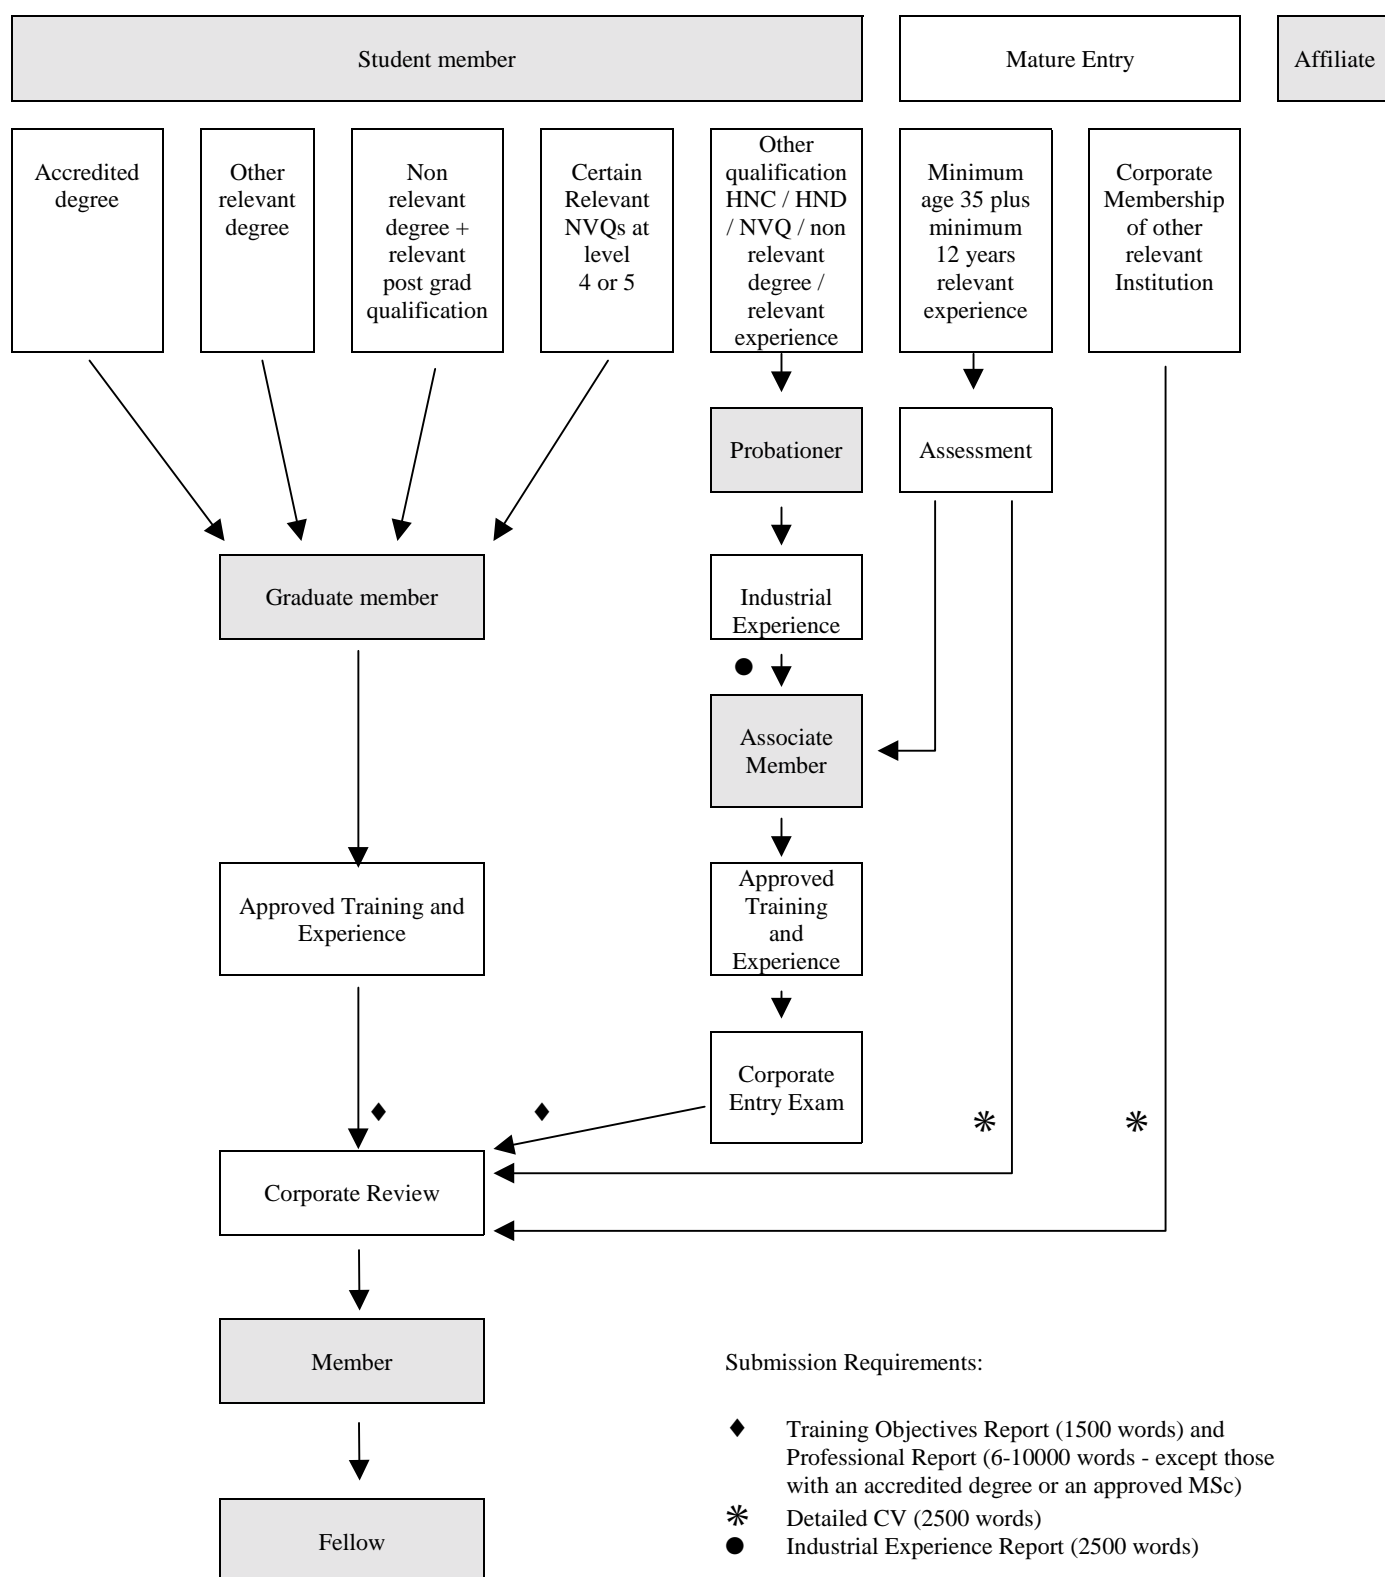 Student member
Mature Entry
Affiliate
Accredited
degree
Other
relevant
degree
Non
relevant
degree +
relevant
post grad
qualification
Certain
Relevant
NVQs at
level
4 or 5
Other
qualification
HNC / HND
/ NVQ / non
relevant
degree /
relevant
experience
Minimum
age 35 plus
minimum
12 years
relevant
experience
Corporate
Membership
of other
relevant
Institution
Probationer
Assessment
Graduate member
Industrial
Experience
●
Associate
Member
Approved Training and
Experience
Approved
Training
and
Experience
Corporate
Entry Exam
♦
♦
*
*
Corporate Review
Member
Fellow
Submission Requirements:
♦ Training Objectives Report (1500 words) and
Professional Report (6-10000 words - except those
with an accredited degree or an approved MSc)
* Detailed CV (2500 words)
● Industrial Experience Report (2500 words)